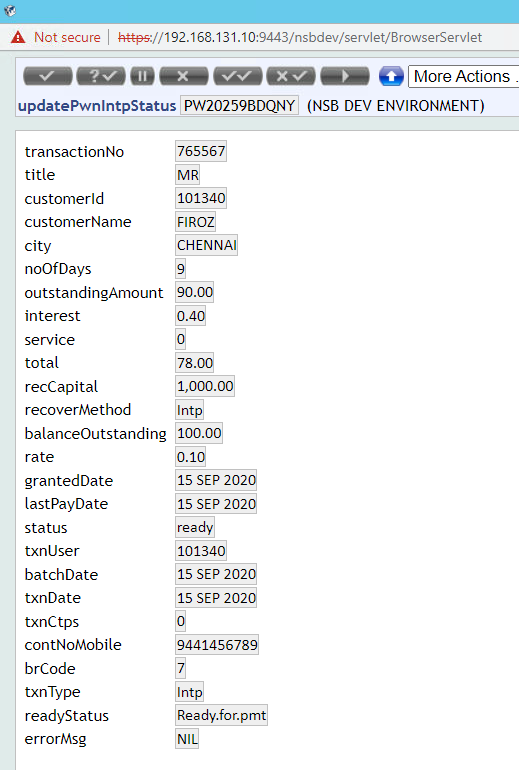 Not secure | https://192.168.131.10:9443/nsbdev/servlet/BrowserServlet
More Actions ..
updatePwnIntpStatus PW20259BDQNY (NSB DEV ENVIRONMENT)
transactionNo 765567
title MR
customerId 101340
customerName FIROZ
city CHENNAI
noOfDays 9
outstandingAmount 90.00
interest 0.40
service 0
total 78.00
recCapital 1,000.00
recoverMethod Intp
balanceOutstanding 100.00
rate 0.10
grantedDate 15 SEP 2020
lastPayDate 15 SEP 2020
status ready
txnUser 101340
batchDate 15 SEP 2020
txnDate 15 SEP 2020
txnCtps 0
contNoMobile 9441456789
brCode 7
txnType Intp
readyStatus Ready.for.pmt
errorMsg NIL